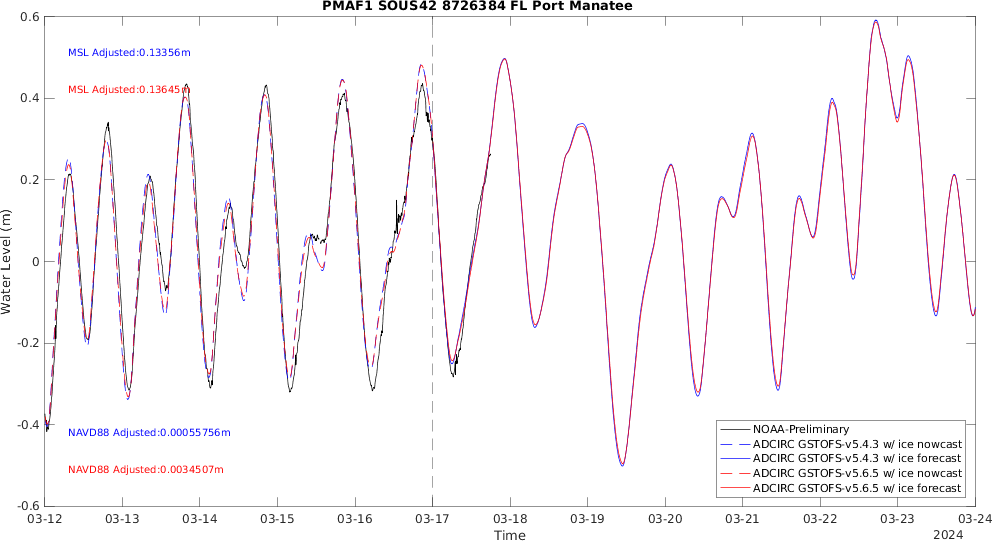 PMAF1 SOUS42 8726384 FL Port Manatee
0.6
0.4
0.2
0
-0.2
-0.4
-0.6
Water Level (m)
MSL Adjusted:0.13356m
MSL Adjusted:0.13645m
NAVD88 Adjusted:0.00055756m
NAVD88 Adjusted:0.0034507m
NOAA-Preliminary
ADCIRC GSTOFS-v5.4.3 w/ ice nowcast
ADCIRC GSTOFS-v5.4.3 w/ ice forecast
ADCIRC GSTOFS-v5.6.5 w/ ice nowcast
ADCIRC GSTOFS-v5.6.5 w/ ice forecast
03-12 03-13 03-14 03-15 03-16 03-17 03-18 03-19 03-20 03-21 03-22 03-23 03-24
Time
2024